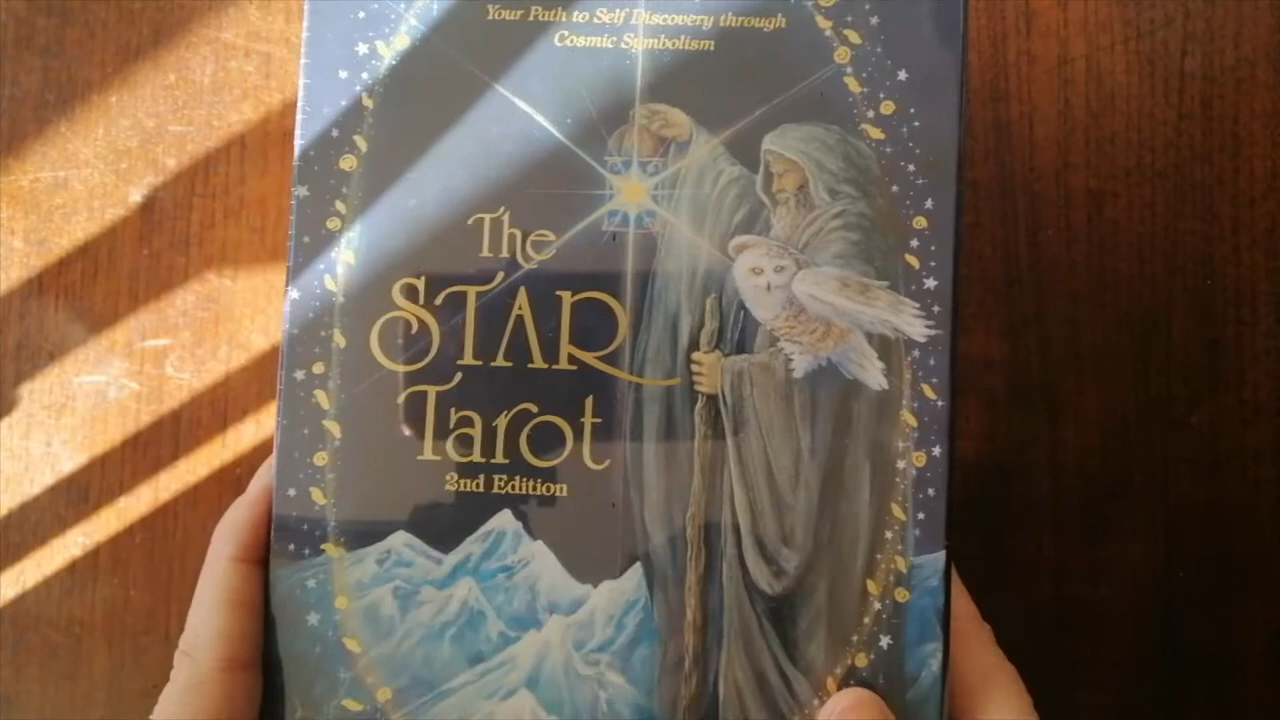 Your Path to Self Discovery through
Cosmic Symbolism
The
STAR
Tarot
2nd Edition